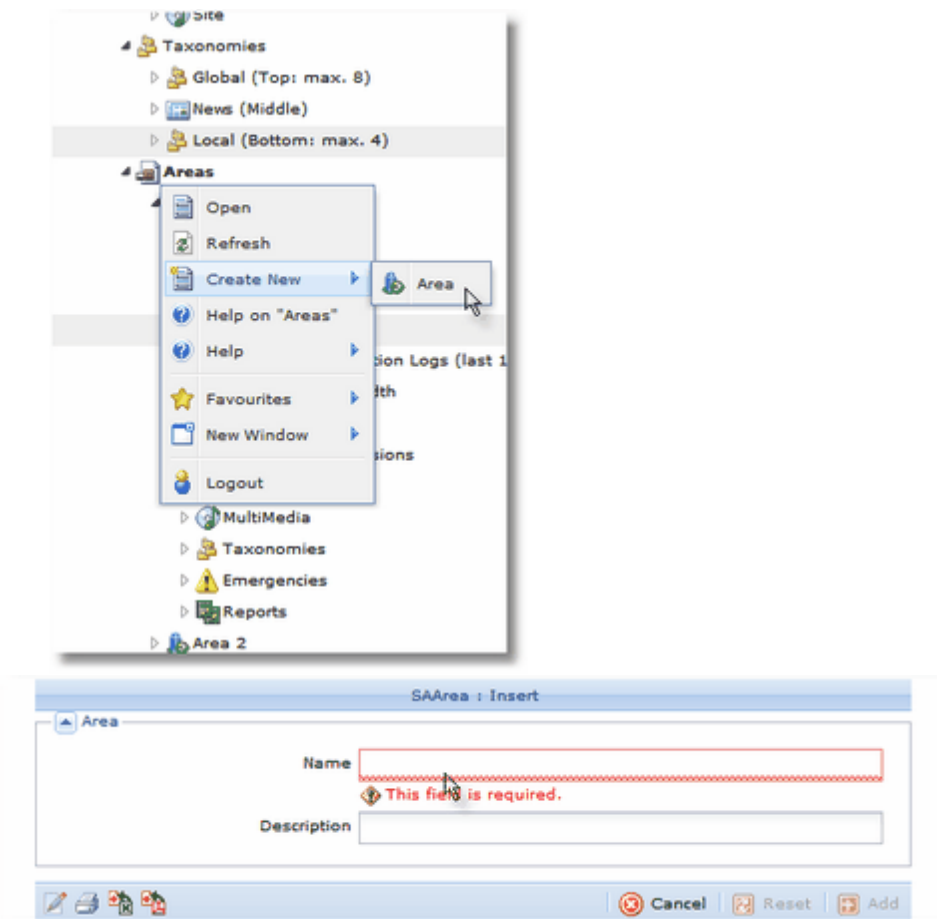 Site
Taxonomies
Global (Top: max. 8)
News (Middle)
Local (Bottom: max. 4)
Areas
Open
Refresh
Create New
Area
Help on "Areas"
Help
tion Logs (last 1
Favourites
dth
New Window
sions
Logout
MultiMedia
Taxonomies
Emergencies
Reports
Area 2
SAArea : Insert
Area
Name
This field is required.
Description
Cancel Reset Add